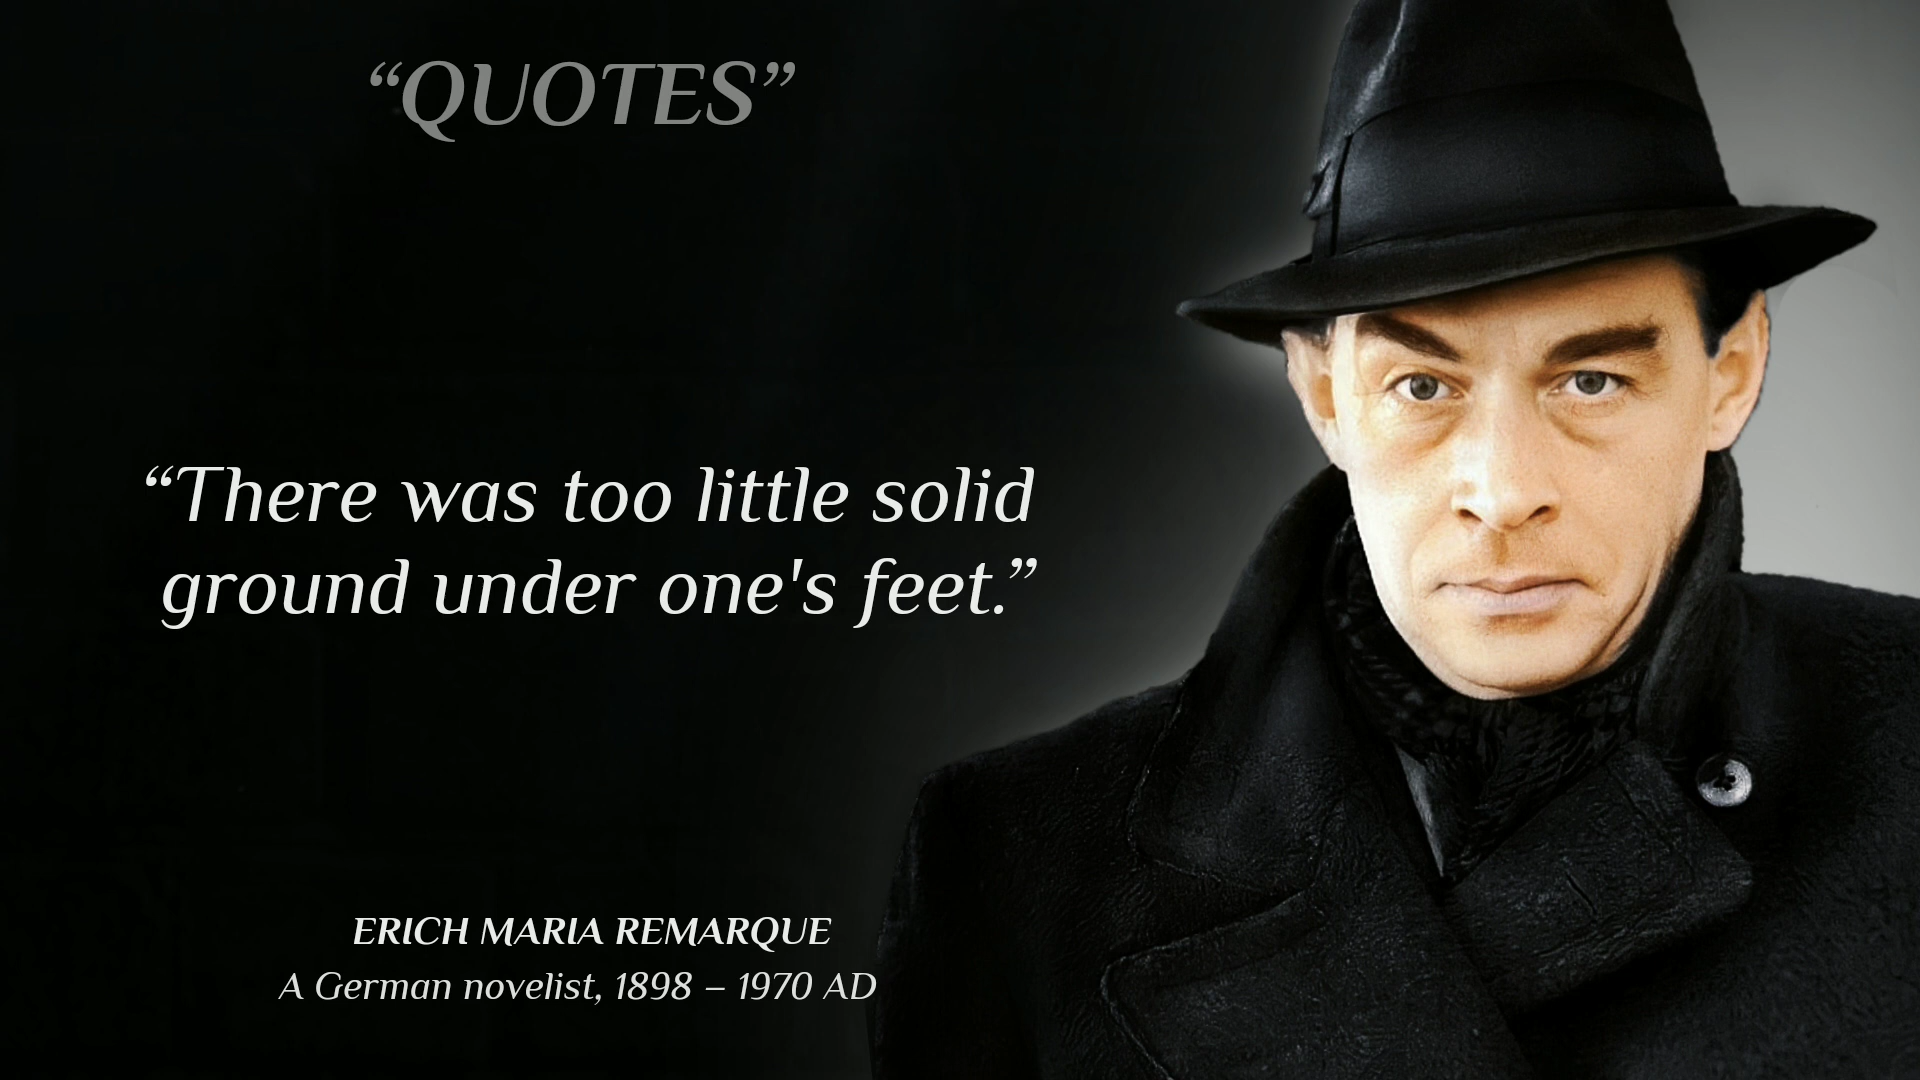 “QUOTES”
“There was too little solid
ground under one's feet.”
ERICH MARIA REMARQUE
A German novelist, 1898 – 1970 AD